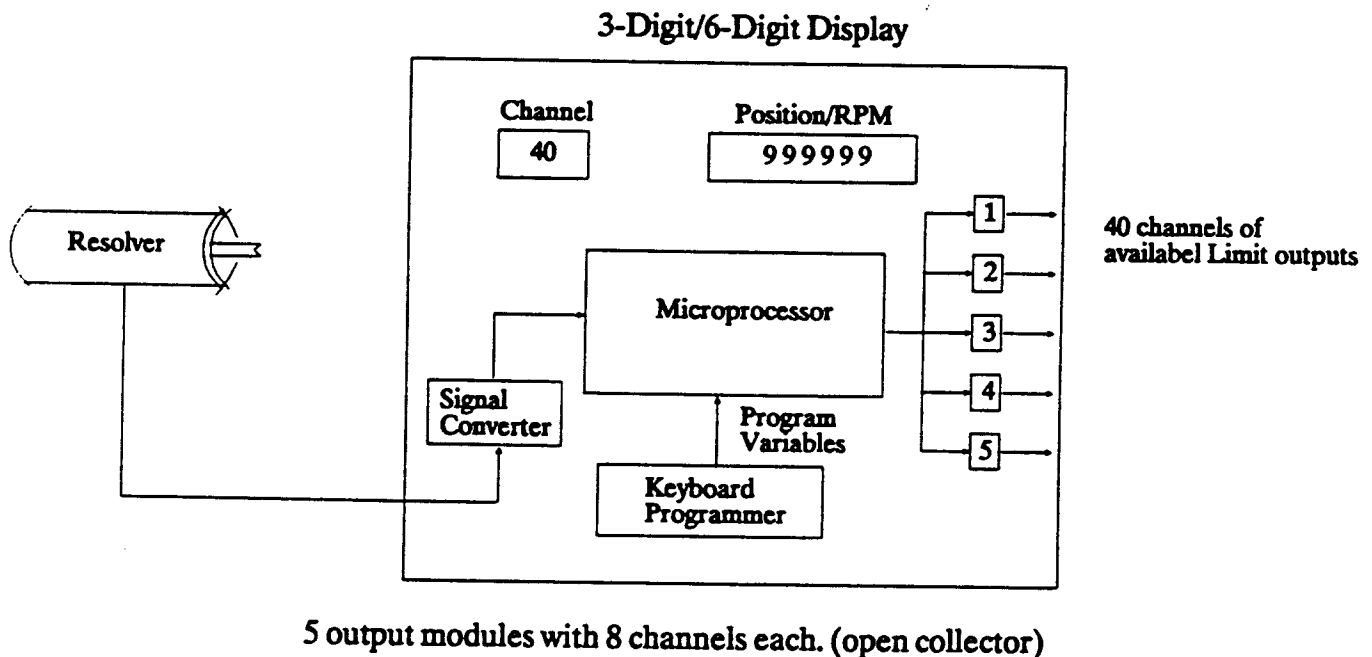 3-Digit/6-Digit Display
Channel
40
Position/RPM
999999
Resolver
1
2
3
4
5
40 channels of
availabel Limit outputs
Microprocessor
Signal
Converter
Program
Variables
Keyboard
Programmer
5 output modules with 8 channels each. (open collector)